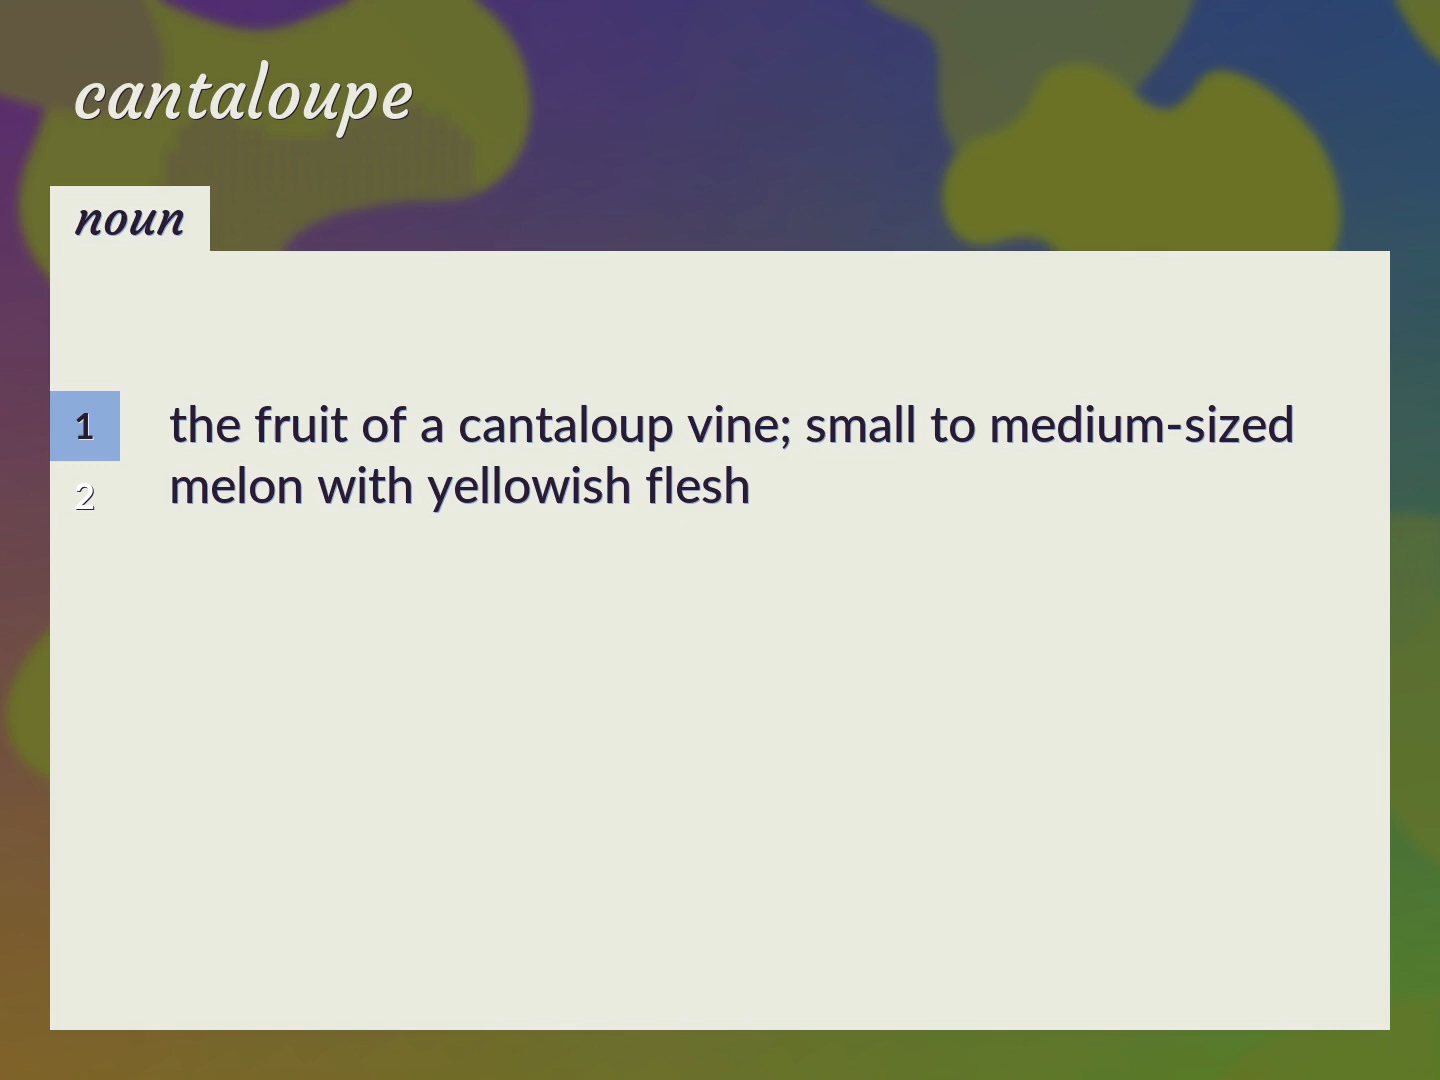 cantaloupe
noun
1
the fruit of a cantaloup vine; small to medium-sized
melon with yellowish flesh
2